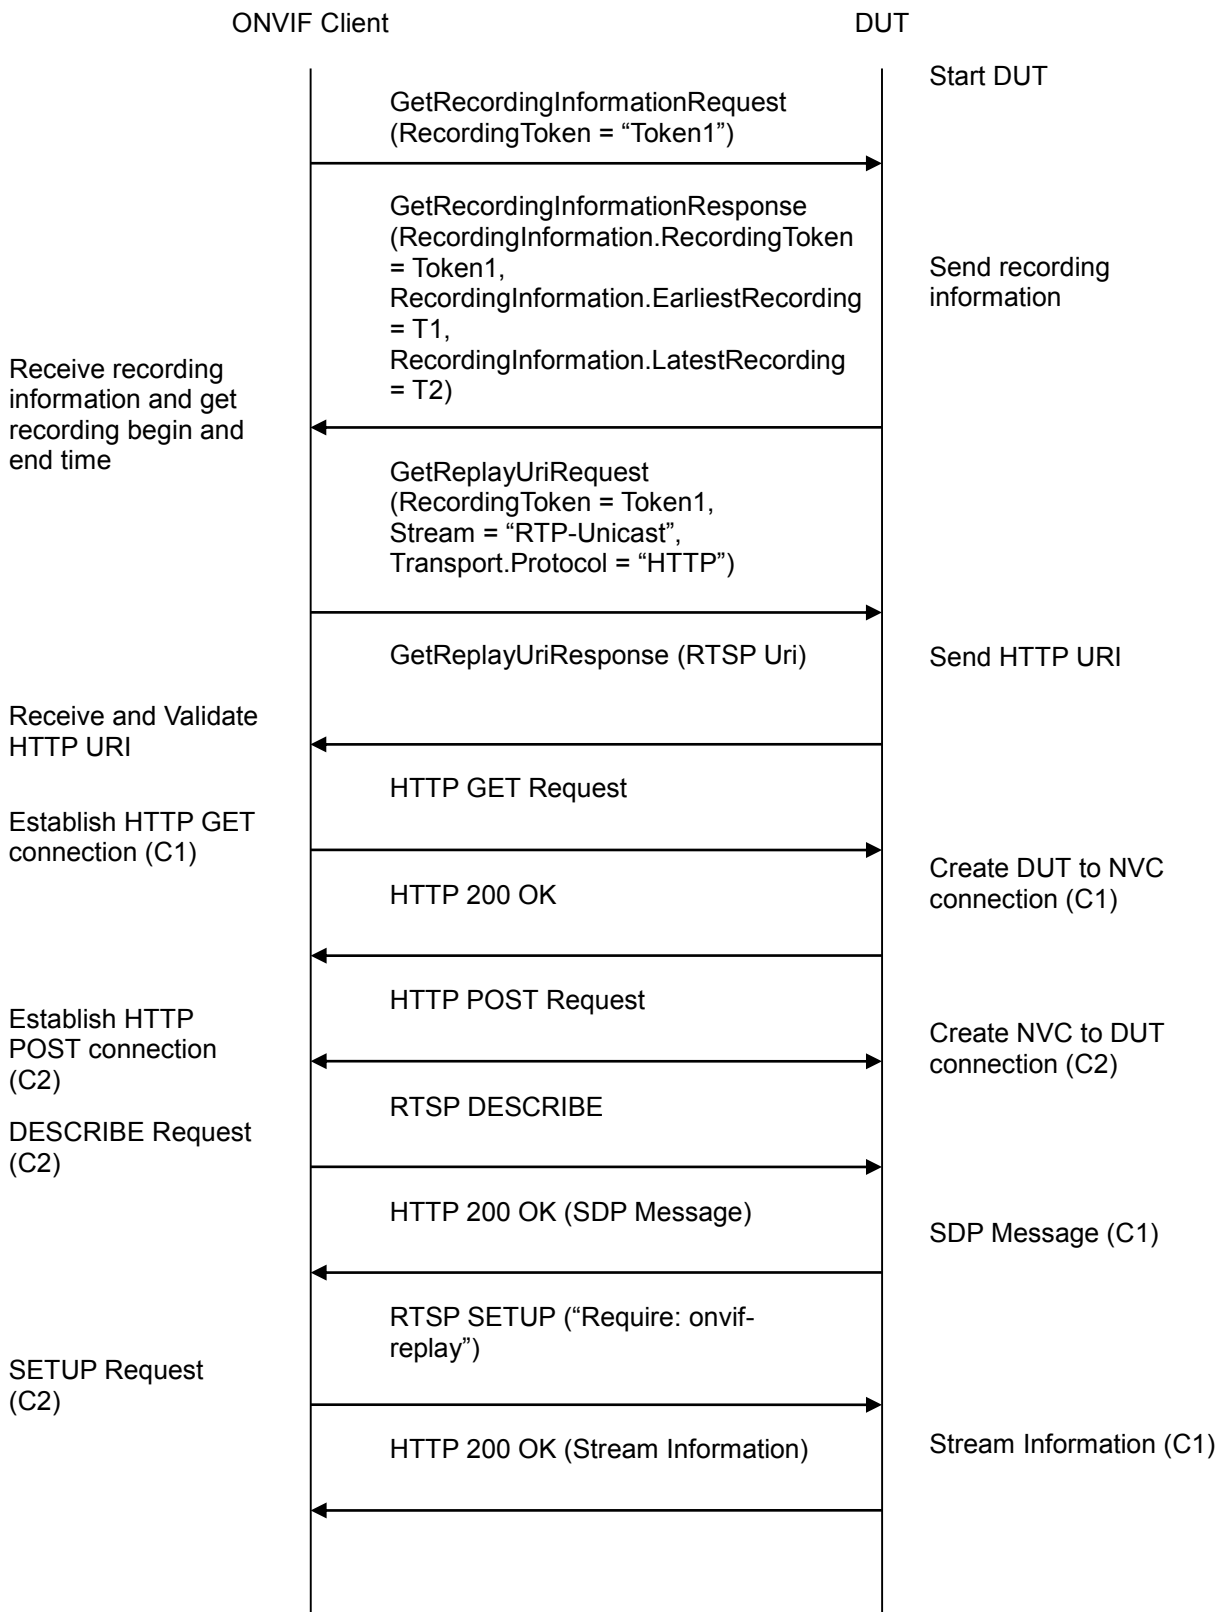 ONVIF Client
DUT
Start DUT
GetRecordingInformationRequest
(RecordingToken = “Token1”)
GetRecordingInformationResponse
(RecordingInformation.RecordingToken
= Token1,
RecordingInformation.EarliestRecording
= T1,
RecordingInformation.LatestRecording
= T2)
Send recording
information
Receive recording
information and get
recording begin and
end time
GetReplayUriRequest
(RecordingToken = Token1,
Stream = “RTP-Unicast”,
Transport.Protocol = “HTTP”)
GetReplayUriResponse (RTSP Uri)
Send HTTP URI
Receive and Validate
HTTP URI
HTTP GET Request
Establish HTTP GET
connection (C1)
HTTP 200 OK
Create DUT to NVC
connection (C1)
HTTP POST Request
Establish HTTP
POST connection
(C2)
Create NVC to DUT
connection (C2)
RTSP DESCRIBE
DESCRIBE Request
(C2)
HTTP 200 OK (SDP Message)
SDP Message (C1)
RTSP SETUP (“Require: onvif-
replay”)
SETUP Request
(C2)
HTTP 200 OK (Stream Information)
Stream Information (C1)